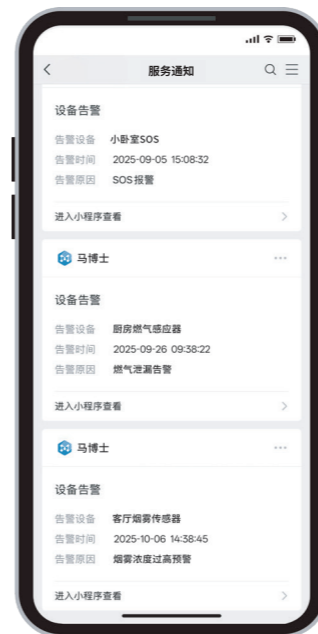 服务通知
设备告警
告警设备 小卧室SOS
告警时间 2025-09-05 15:08:32
告警原因 SOS报警
进入小程序查看
马博士
设备告警
告警设备 厨房燃气感应器
告警时间 2025-09-26 09:38:22
告警原因 燃气泄漏告警
进入小程序查看
马博士
设备告警
告警设备 客厅烟雾传感器
告警时间 2025-10-06 14:38:45
告警原因 烟雾浓度过高预警
进入小程序查看